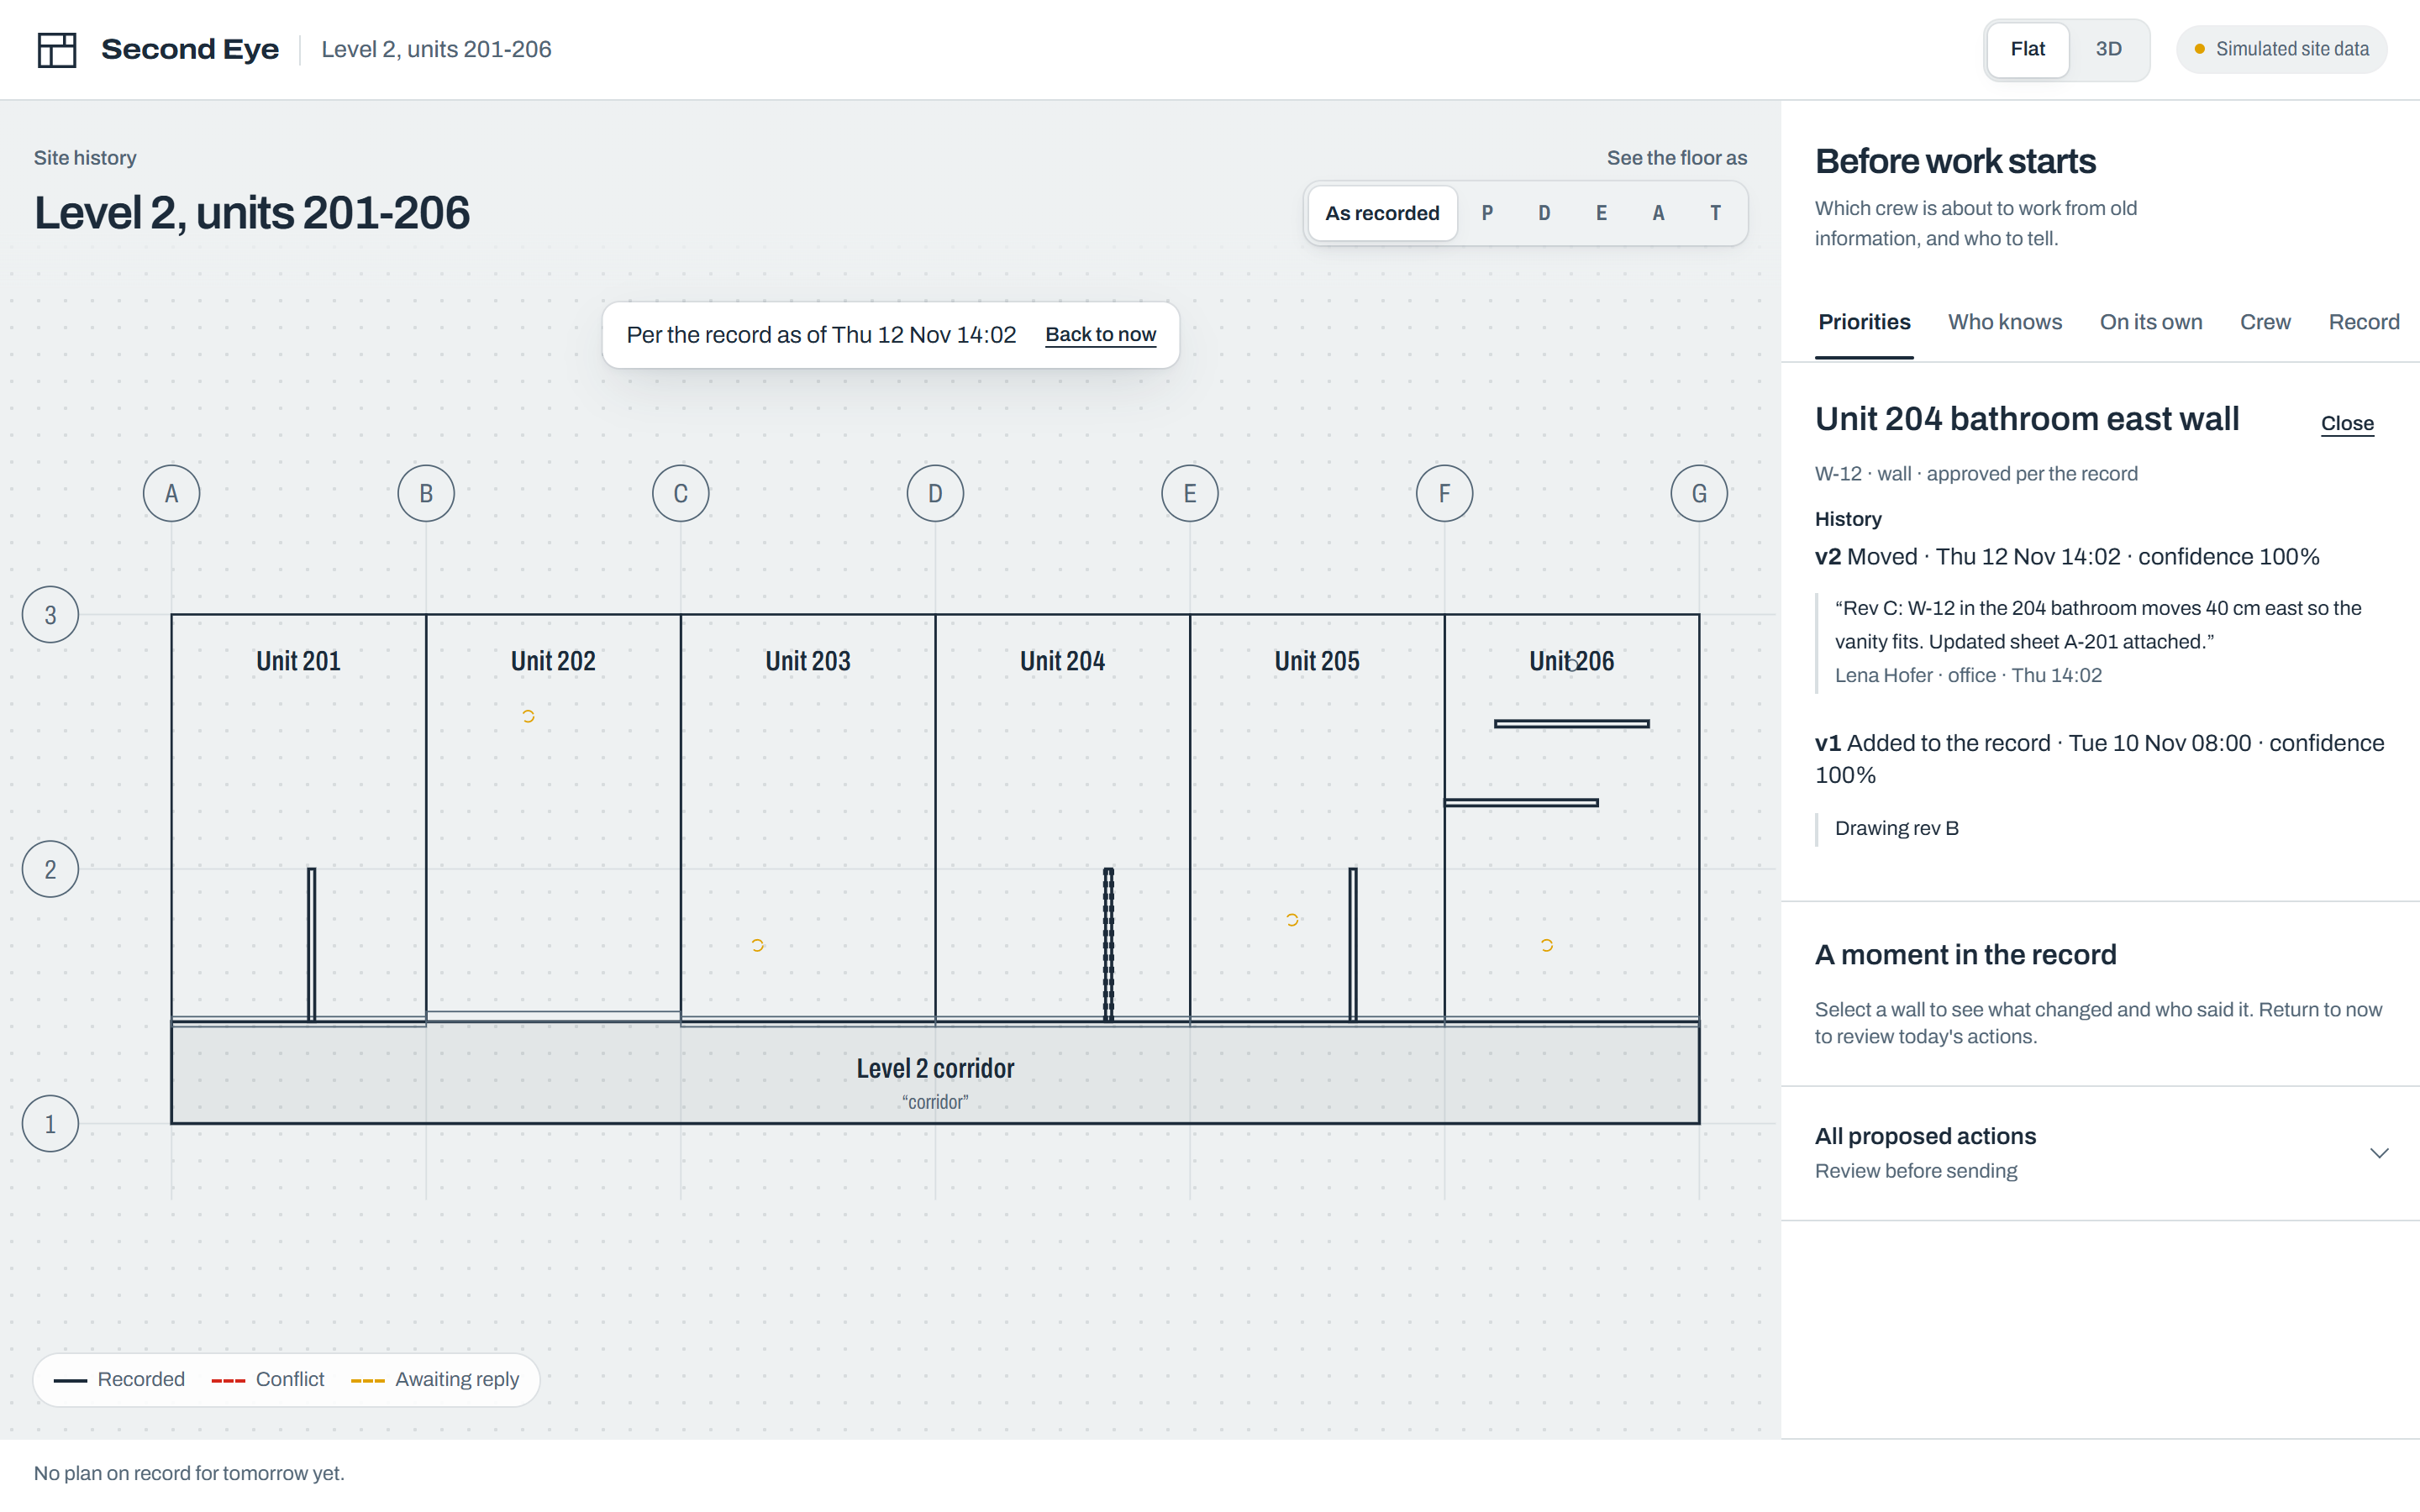 Second Eye
Level 2, units 201-206
Flat
3D
Simulated site data
Site history
Level 2, units 201-206
See the floor as
As recorded
P
D
E
A
T
Per the record as of Thu 12 Nov 14:02
Back to now
A
B
C
D
E
F
G
3
2
1
Unit 201
Unit 202
Unit 203
Unit 204
Unit 205
Unit 206
Level 2 corridor
“corridor”
Recorded
Conflict
Awaiting reply
No plan on record for tomorrow yet.
Before work starts
Which crew is about to work from old
information, and who to tell.
Priorities
Who knows
On its own
Crew
Record
Unit 204 bathroom east wall
Close
W-12 · wall · approved per the record
History
v2 Moved · Thu 12 Nov 14:02 · confidence 100%
“Rev C: W-12 in the 204 bathroom moves 40 cm east so the
vanity fits. Updated sheet A-201 attached.”
Lena Hofer · office · Thu 14:02
v1 Added to the record · Tue 10 Nov 08:00 · confidence
100%
Drawing rev B
A moment in the record
Select a wall to see what changed and who said it. Return to now
to review today's actions.
All proposed actions
Review before sending